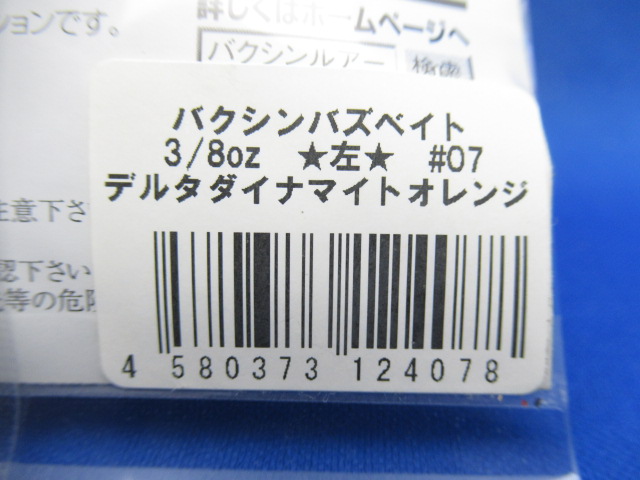 ションです。
詳しくはホームページへ
バクシンルアー 検索
バクシンバズベイト
3/8oz ★左★ #07
デルタダイナマイトオレンジ
注意下さ
認下さい
等の危険
4 580373 124078